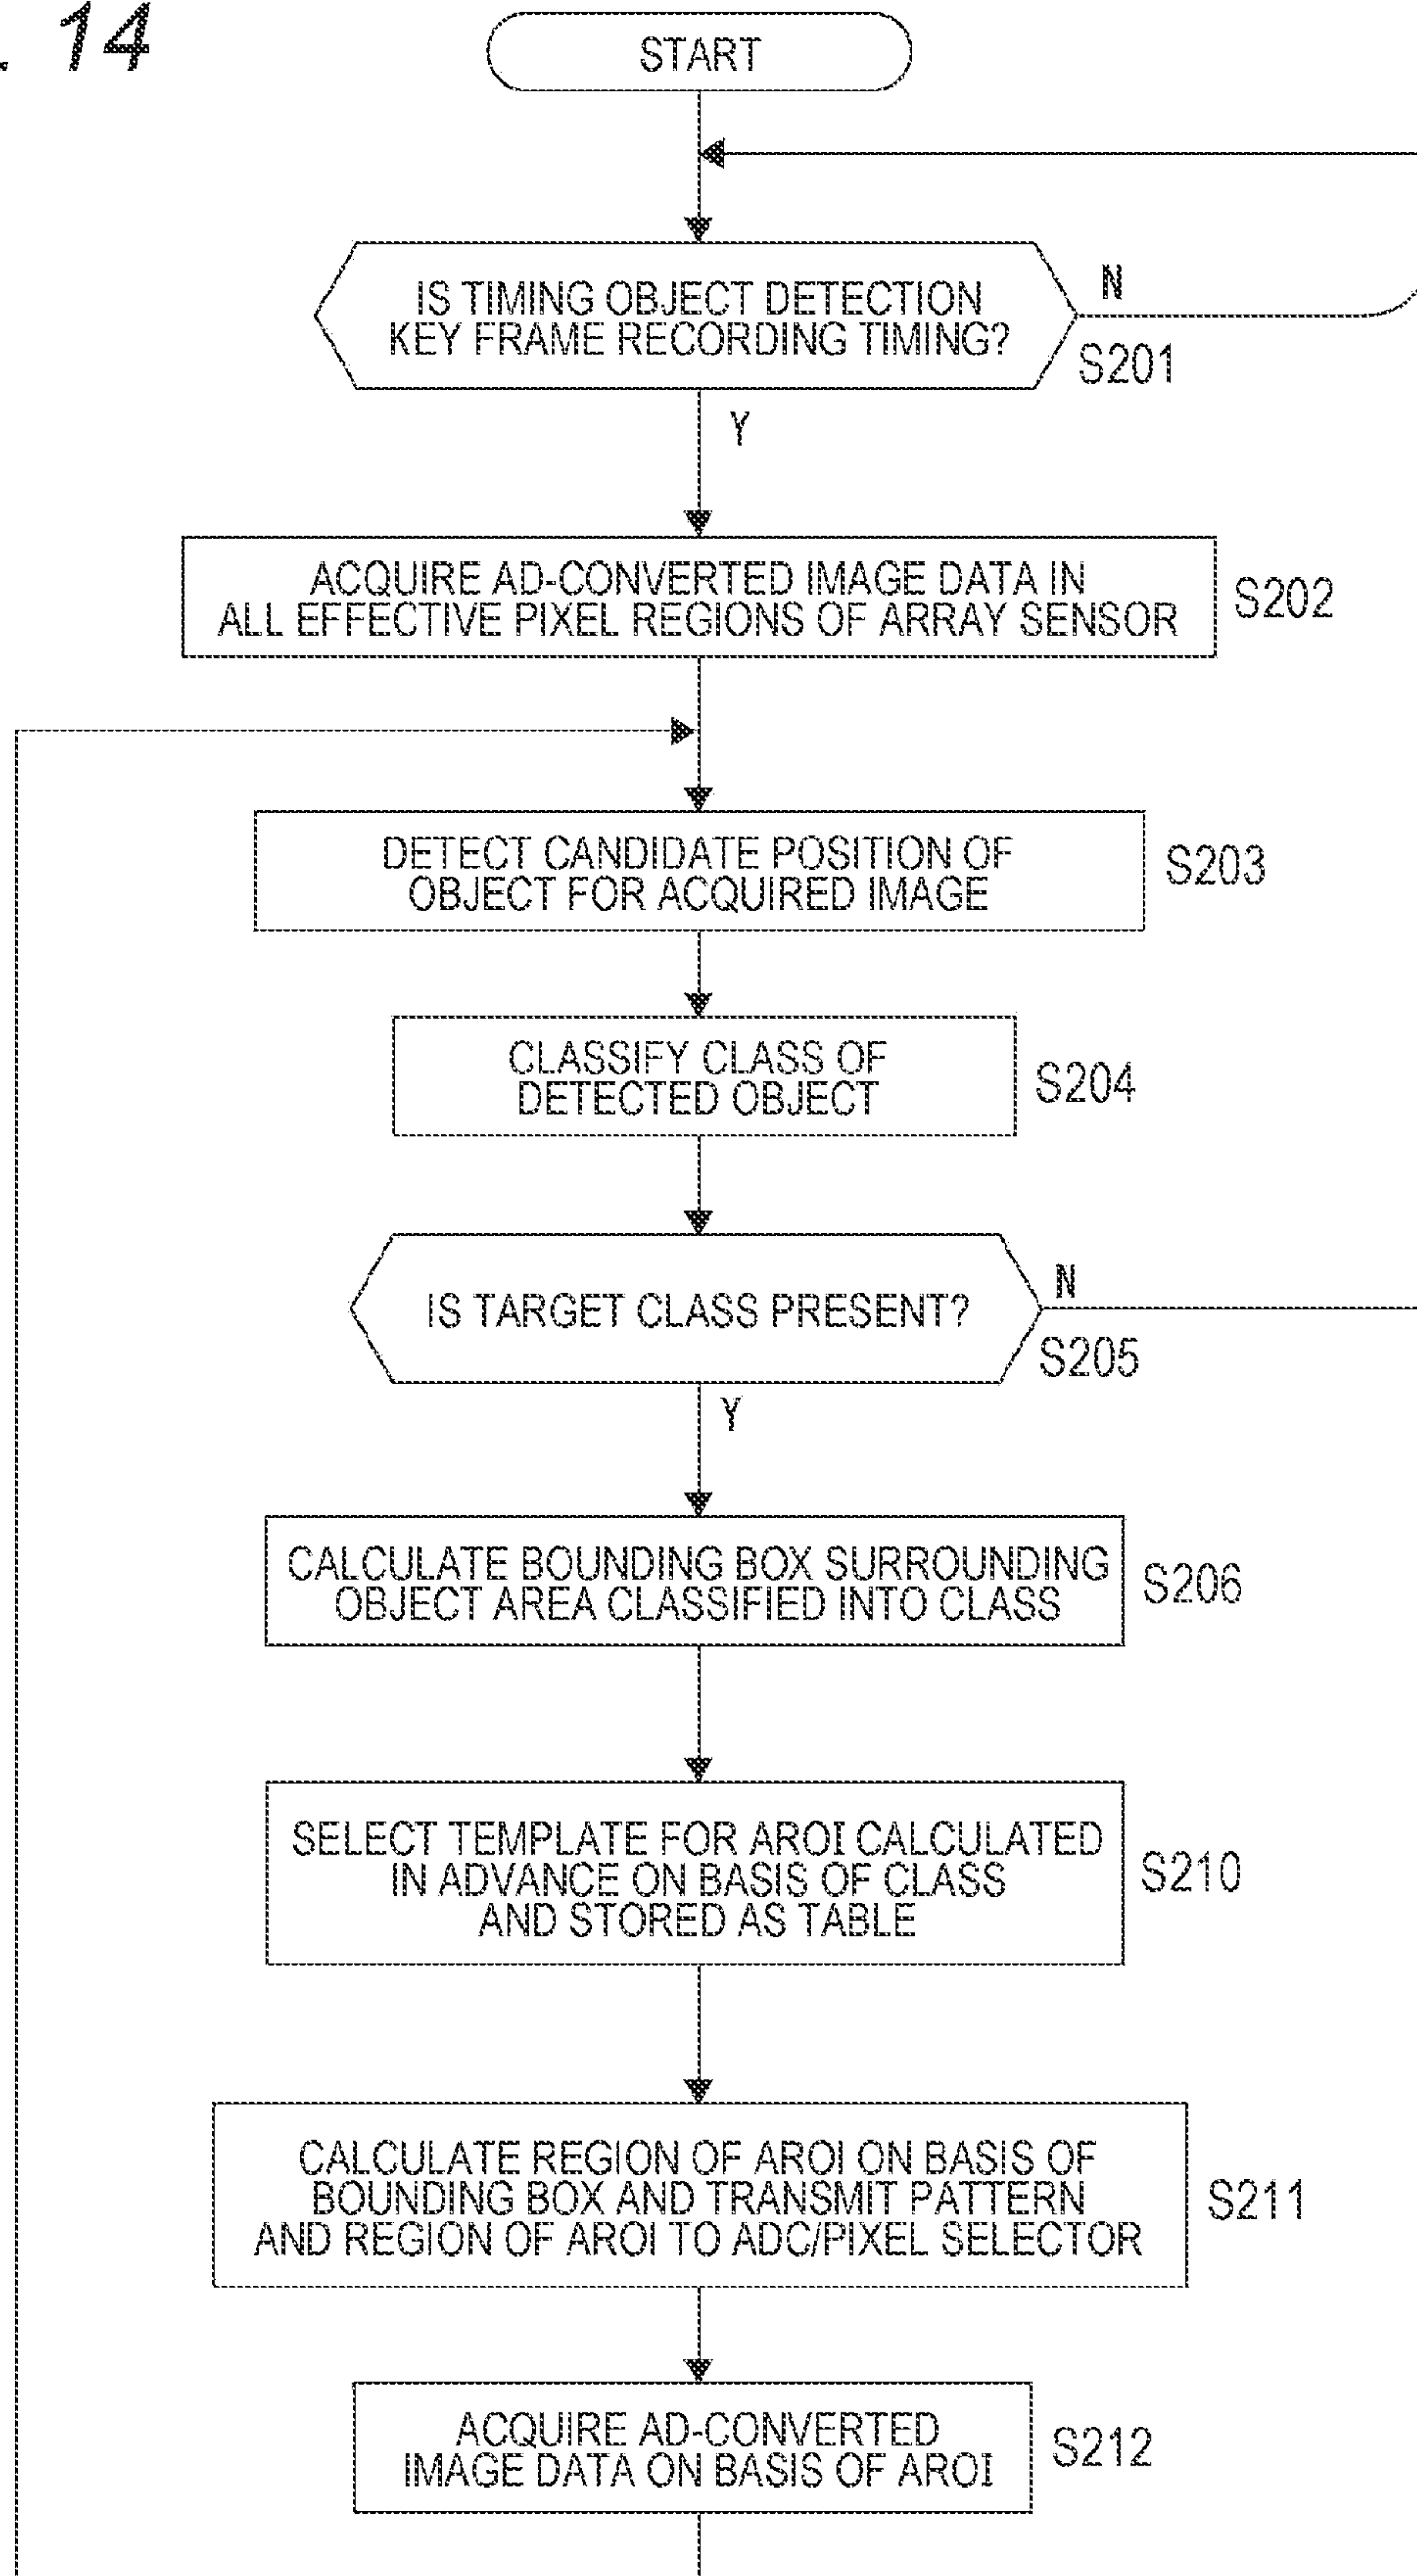 . 14
START
IS TIMING OBJECT DETECTION
KEY FRAME RECORDING TIMING?
N
S201
Y
ACQUIRE AD-CONVERTED IMAGE DATA IN
ALL EFFECTIVE PIXEL REGIONS OF ARRAY SENSOR
S202
DETECT CANDIDATE POSITION OF
OBJECT FOR ACQUIRED IMAGE
S203
CLASSIFY CLASS OF
DETECTED OBJECT
S204
IS TARGET CLASS PRESENT?
N
S205
Y
CALCULATE BOUNDING BOX SURROUNDING
OBJECT AREA CLASSIFIED INTO CLASS
S206
SELECT TEMPLATE FOR AROI CALCULATED
IN ADVANCE ON BASIS OF CLASS
AND STORED AS TABLE
S210
CALCULATE REGION OF AROI ON BASIS OF
BOUNDING BOX AND TRANSMIT PATTERN
AND REGION OF AROI TO ADC/PIXEL SELECTOR
S211
ACQUIRE AD-CONVERTED
IMAGE DATA ON BASIS OF AROI
S212